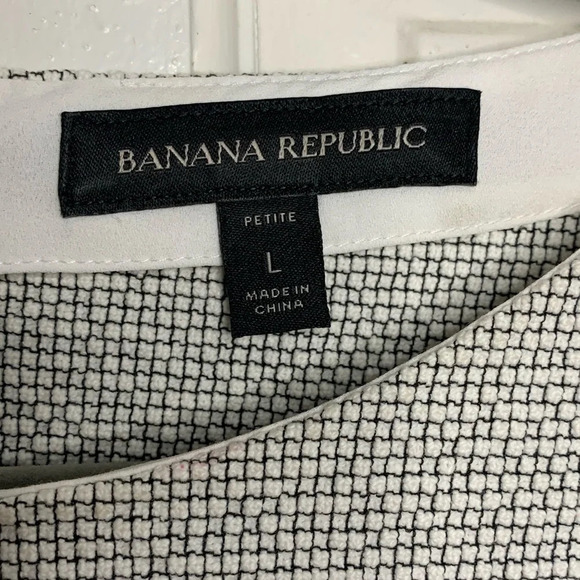 BANANA REPUBLIC
PETITE
L
MADE IN
CHINA